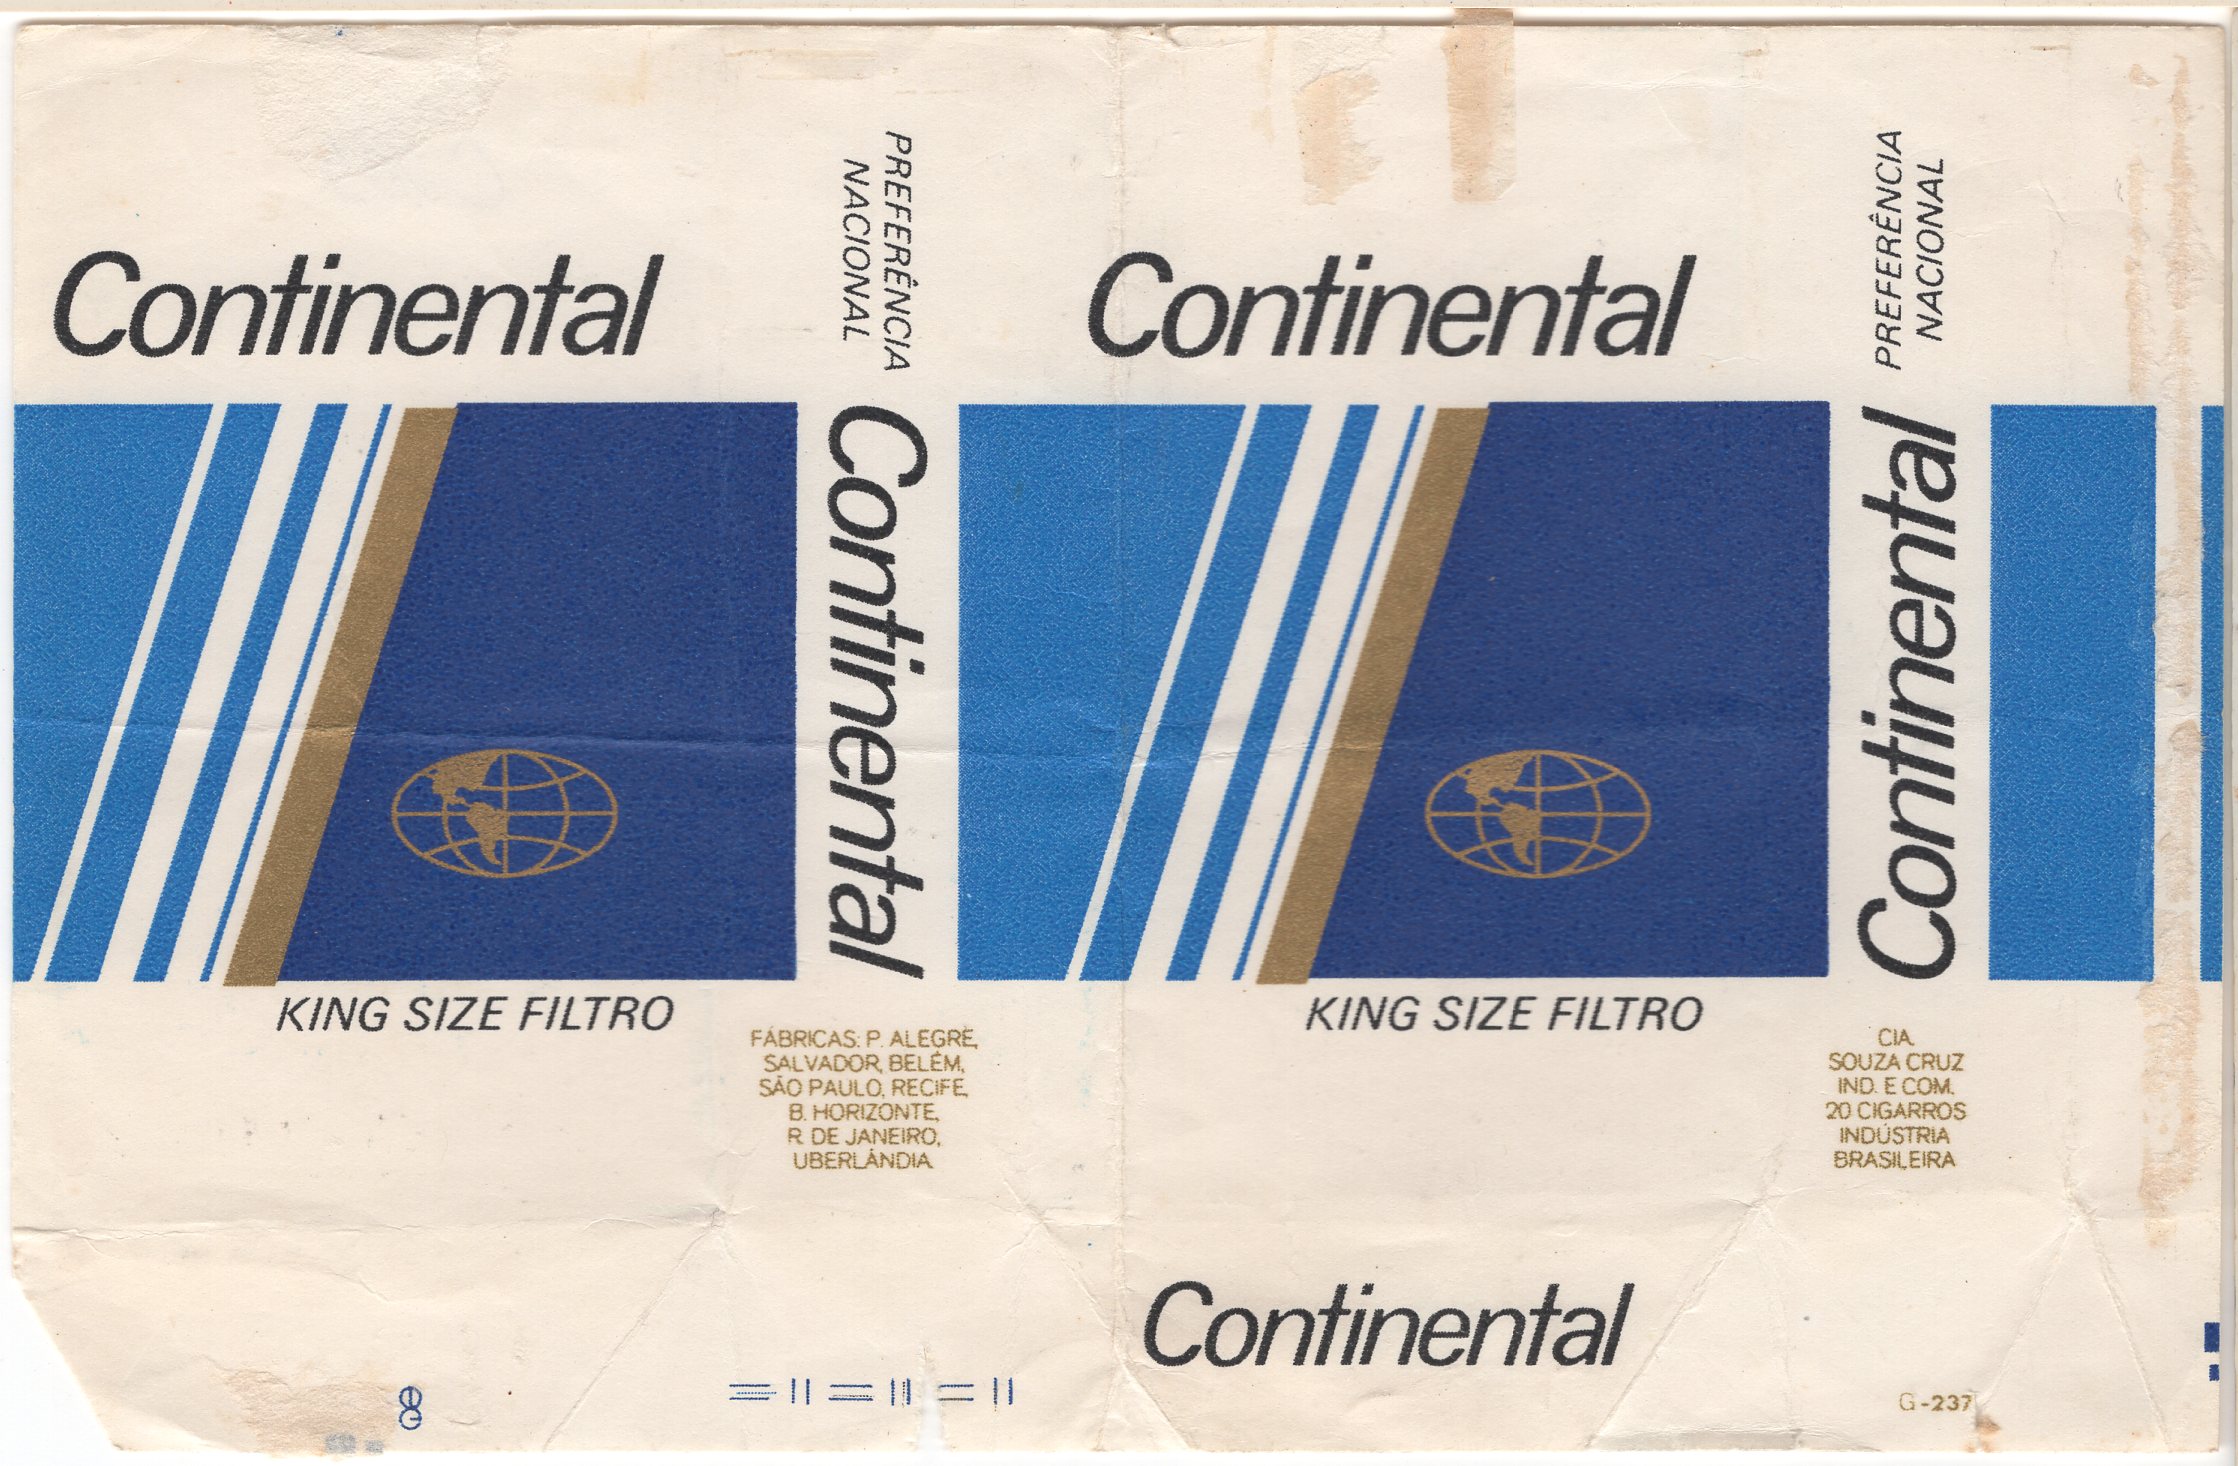 Continental
KING SIZE FILTRO
PREFERÊNCIA
NACIONAL
Continental
FÁBRICAS: P. ALEGRE,
SALVADOR, BELÉM,
SÃO PAULO, RECIFE,
B. HORIZONTE,
R. DE JANEIRO,
UBERLÂNDIA.
Continental
KING SIZE FILTRO
Continental
PREFERÊNCIA
NACIONAL
Continental
CIA.
SOUZA CRUZ
IND. E COM.
20 CIGARROS
INDÚSTRIA
BRASILEIRA
G-237